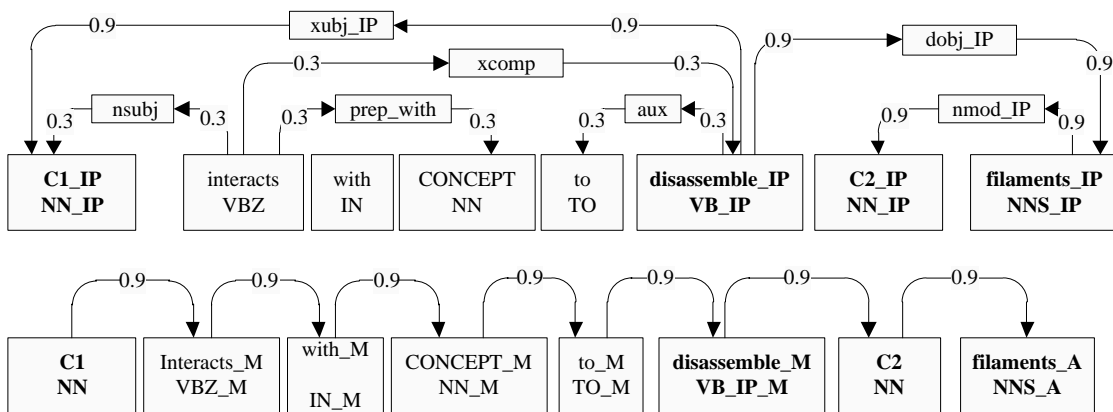 0.9 xubj_IP 0.9 0.9 dobj_IP 0.9
0.3 xcomp 0.3
0.3 nsubj 0.3 0.3 prep_with 0.3 0.3 aux 0.3 0.9 nmod_IP 0.9
C1_IP interacts with CONCEPT to disassemble_IP C2_IP filaments_IP
NN_IP VBZ IN NN TO VB_IP NN_IP NNS_IP
0.9 0.9 0.9 0.9 0.9 0.9 0.9
C1 Interacts_M with_M CONCEPT_M to_M disassemble_M C2 filaments_A
NN VBZ_M IN_M NN_M TO_M VB_IP_M NN NNS_A